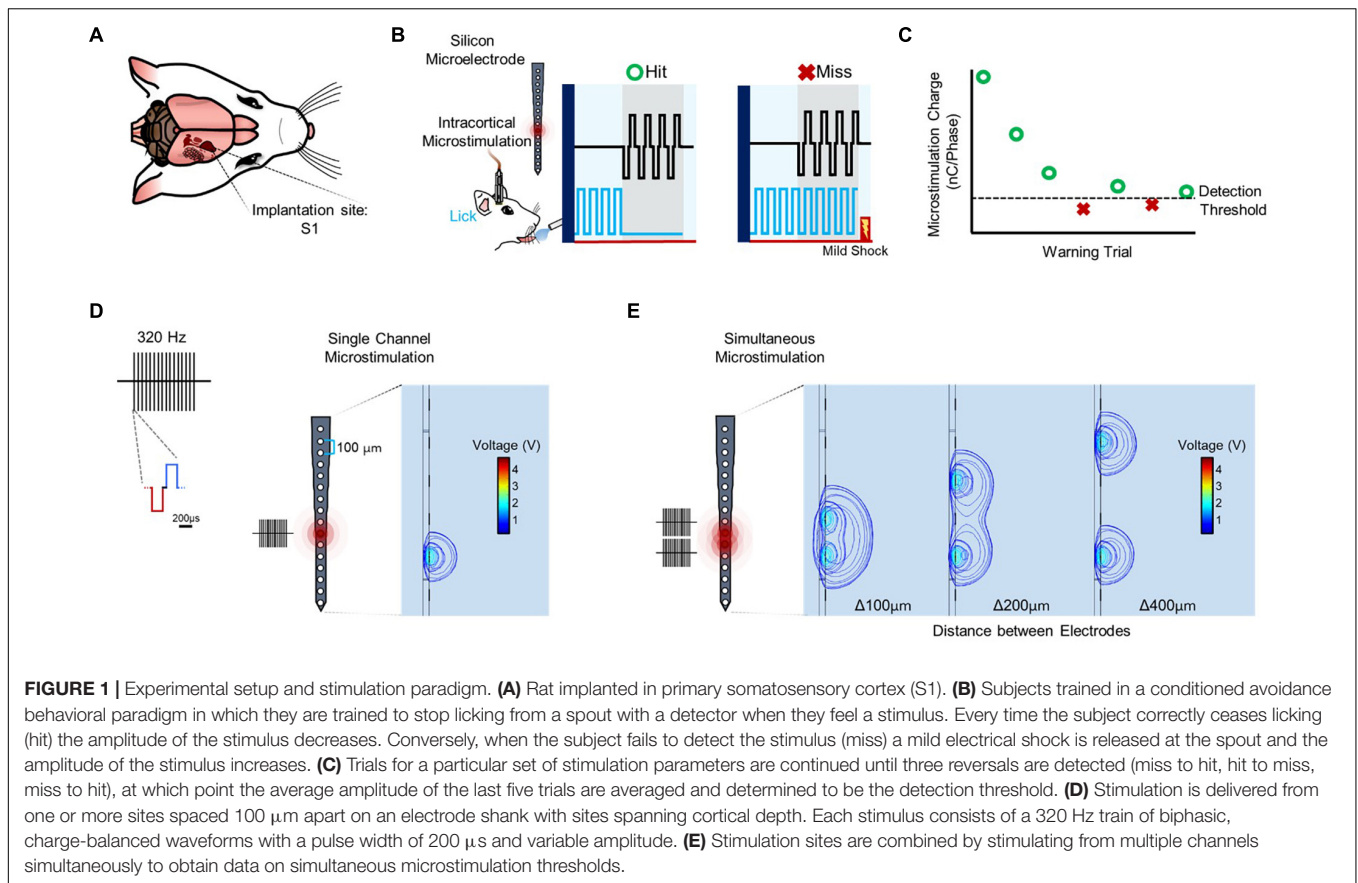 A
Implantation site:
S1
B
Silicon
Microelectrode
Intracortical
Microstimulation
Lick
Hit
Miss
Mild Shock
C
Microstimulation Charge
(nC/Phase)
Detection
Threshold
Warning Trial
D
320 Hz
200µs
Single Channel
Microstimulation
100 µm
Voltage (V)
4
3
2
1
E
Simultaneous
Microstimulation
Voltage (V)
4
3
2
1
Δ100µm
Δ200µm
Δ400µm
Distance between Electrodes
FIGURE 1 | Experimental setup and stimulation paradigm. (A) Rat implanted in primary somatosensory cortex (S1). (B) Subjects trained in a conditioned avoidance
behavioral paradigm in which they are trained to stop licking from a spout with a detector when they feel a stimulus. Every time the subject correctly ceases licking
(hit) the amplitude of the stimulus decreases. Conversely, when the subject fails to detect the stimulus (miss) a mild electrical shock is released at the spout and the
amplitude of the stimulus increases. (C) Trials for a particular set of stimulation parameters are continued until three reversals are detected (miss to hit, hit to miss,
miss to hit), at which point the average amplitude of the last five trials are averaged and determined to be the detection threshold. (D) Stimulation is delivered from
one or more sites spaced 100 µm apart on an electrode shank with sites spanning cortical depth. Each stimulus consists of a 320 Hz train of biphasic,
charge-balanced waveforms with a pulse width of 200 µs and variable amplitude. (E) Stimulation sites are combined by stimulating from multiple channels
simultaneously to obtain data on simultaneous microstimulation thresholds.